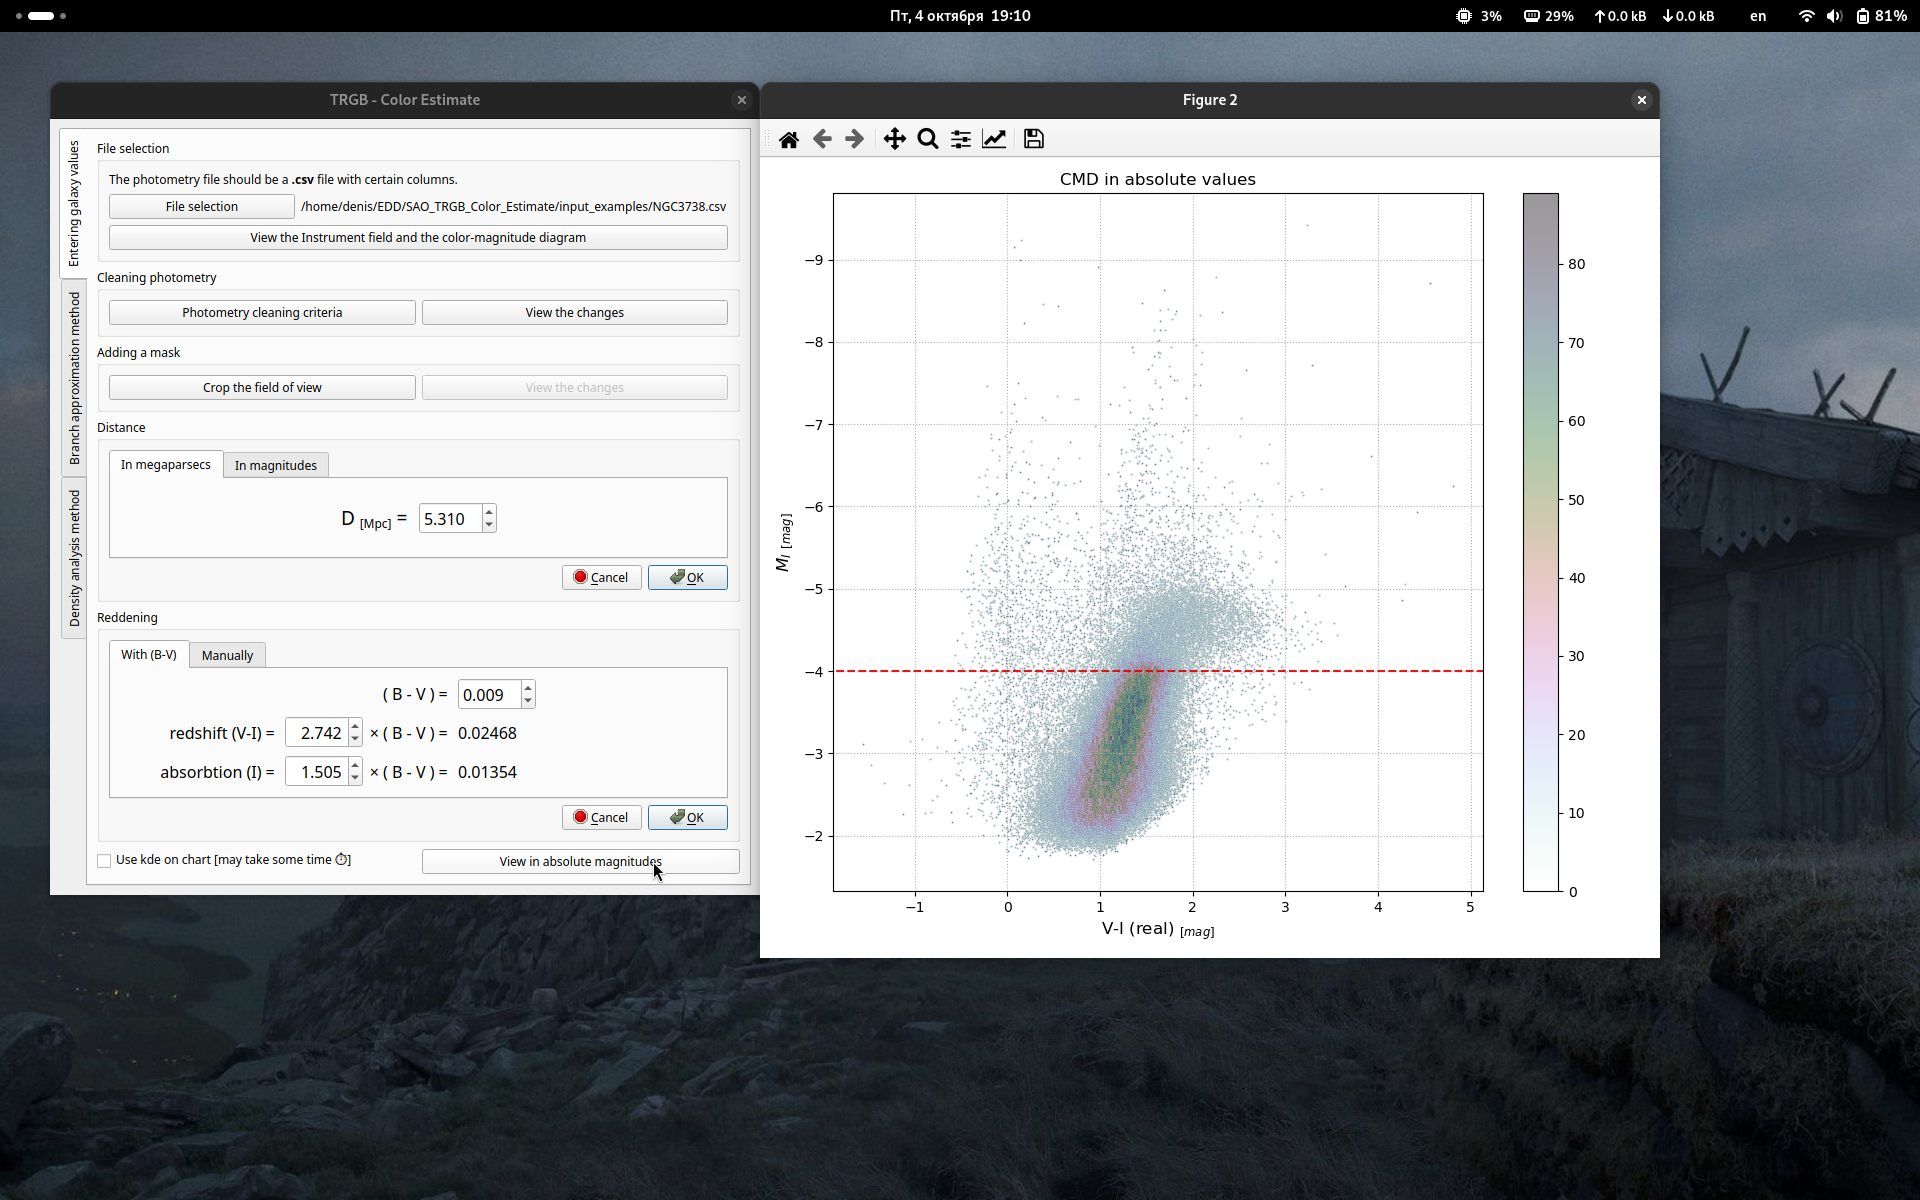 Пт, 4 октября 19:10
3% 29% 0.0 kB 0.0 kB en 81%
TRGB - Color Estimate
Entering galaxy values
Branch approximation method
Density analysis method
File selection
The photometry file should be a .csv file with certain columns.
File selection /home/denis/EDD/SAO_TRGB_Color_Estimate/input_examples/NGC3738.csv
View the Instrument field and the color-magnitude diagram
Cleaning photometry
Photometry cleaning criteria View the changes
Adding a mask
Crop the field of view View the changes
Distance
In megaparsecs In magnitudes
D [Mpc] = 5.310
Cancel OK
Reddening
With (B-V) Manually
( B - V ) = 0.009
redshift (V-I) = 2.742 × ( B - V ) = 0.02468
absorbtion (I) = 1.505 × ( B - V ) = 0.01354
Cancel OK
Use kde on chart [may take some time ⏱]
View in absolute magnitudes
Figure 2
CMD in absolute values
M_I [mag]
−9
−8
−7
−6
−5
−4
−3
−2
−1 0 1 2 3 4 5
V-I (real) [mag]
80
70
60
50
40
30
20
10
0